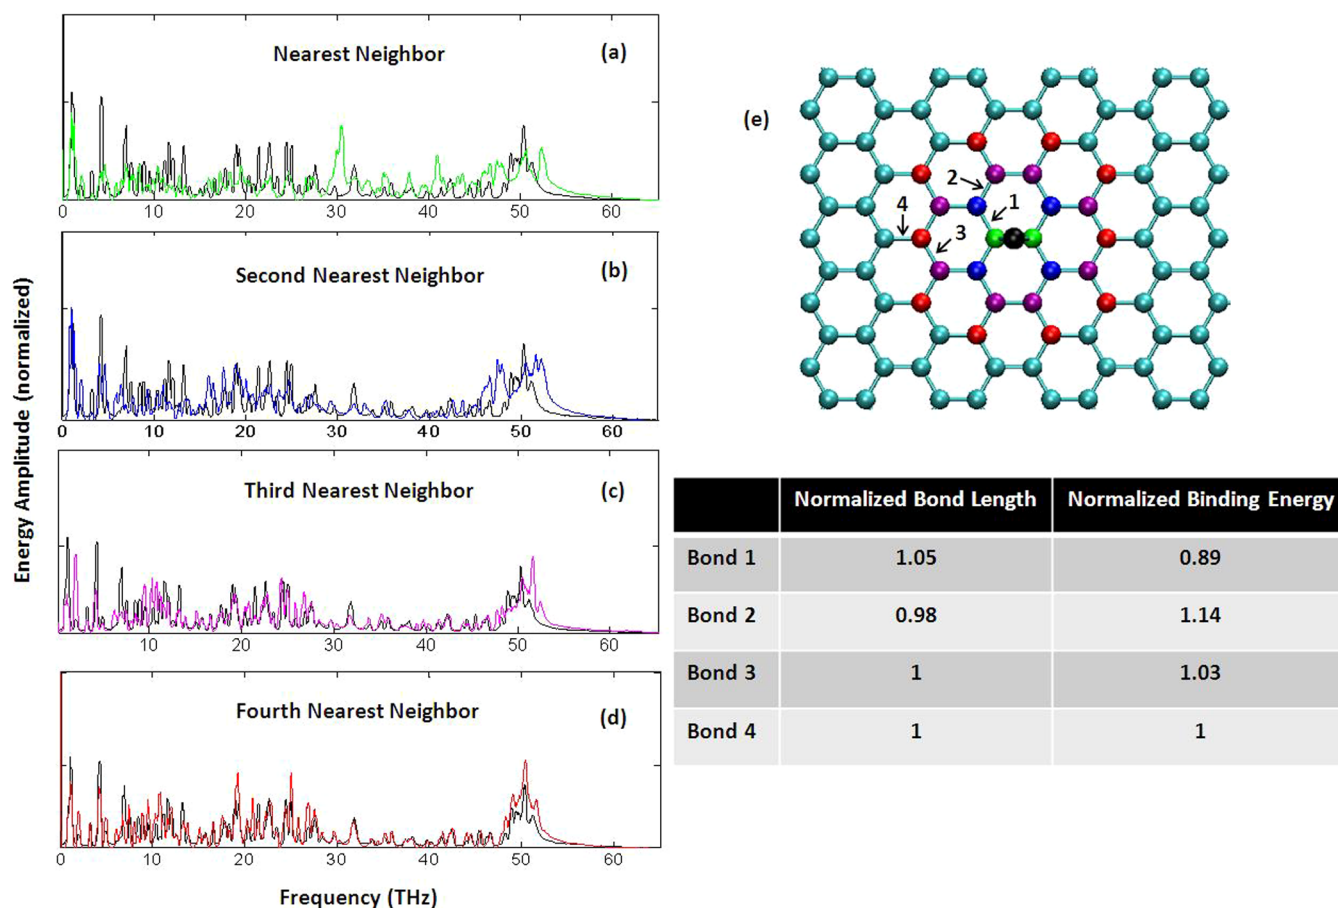 Nearest Neighbor
(a)
0 10 20 30 40 50 60
Second Nearest Neighbor
(b)
0 10 20 30 40 50 60
Third Nearest Neighbor
(c)
10 20 30 40 50 60
Fourth Nearest Neighbor
(d)
0 10 20 30 40 50 60
Energy Amplitude (normalized)
Frequency (THz)
(e)
2
1
4
3
Normalized Bond Length Normalized Binding Energy
Bond 1 1.05 0.89
Bond 2 0.98 1.14
Bond 3 1 1.03
Bond 4 1 1